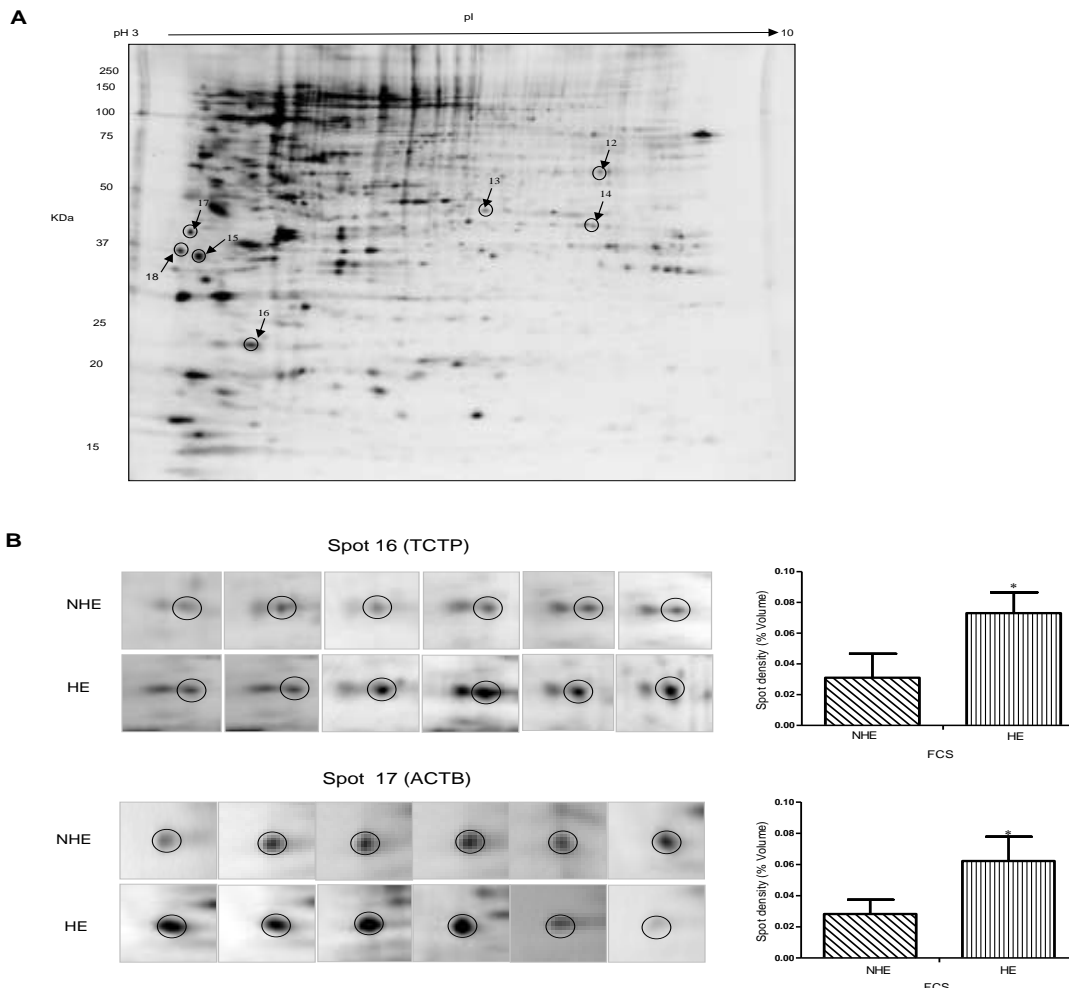 A
pI
pH 3
10
250
150
100
75
50
KDa
37
25
20
15
12
13
14
17
15
18
16
B
Spot 16 (TCTP)
NHE
HE
Spot density (% Volume)
0.10
0.08
0.06
0.04
0.02
0.00
*
NHE
HE
FCS
Spot 17 (ACTB)
NHE
HE
Spot density (% Volume)
0.10
0.08
0.06
0.04
0.02
0.00
*
NHE
HE
FCS